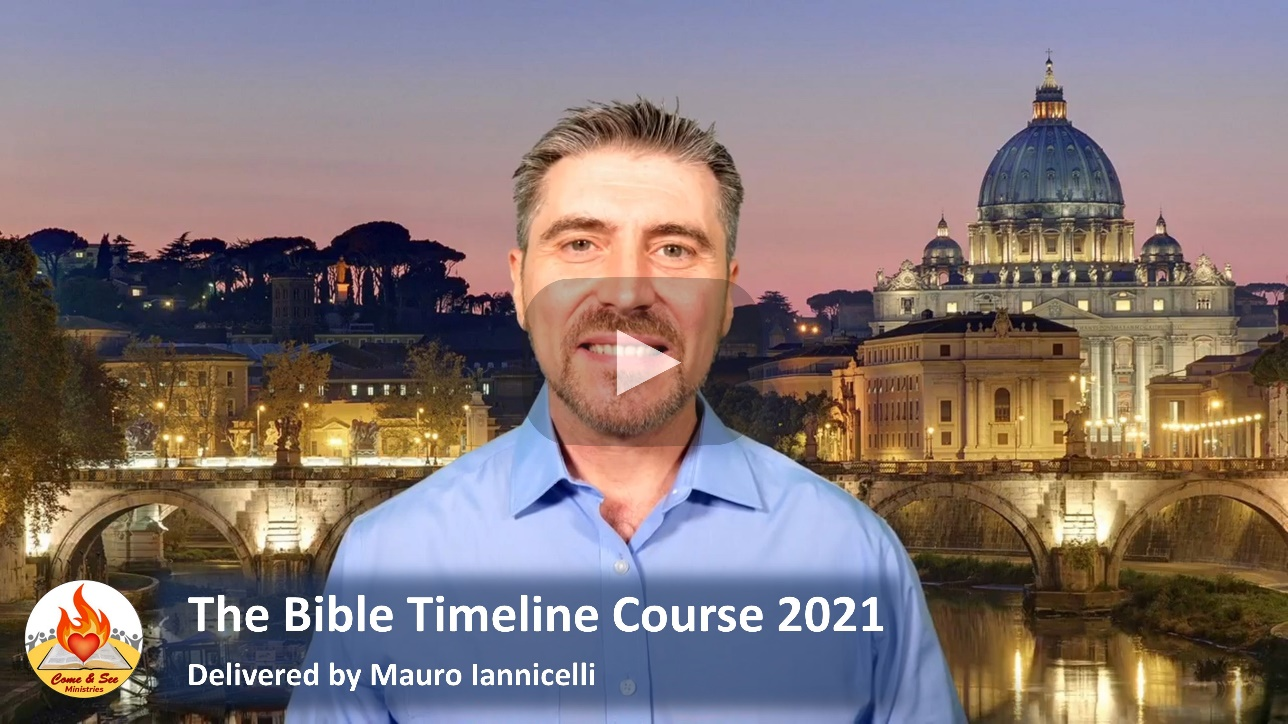 The Bible Timeline Course 2021
Delivered by Mauro Iannicelli
Come & See
Ministries